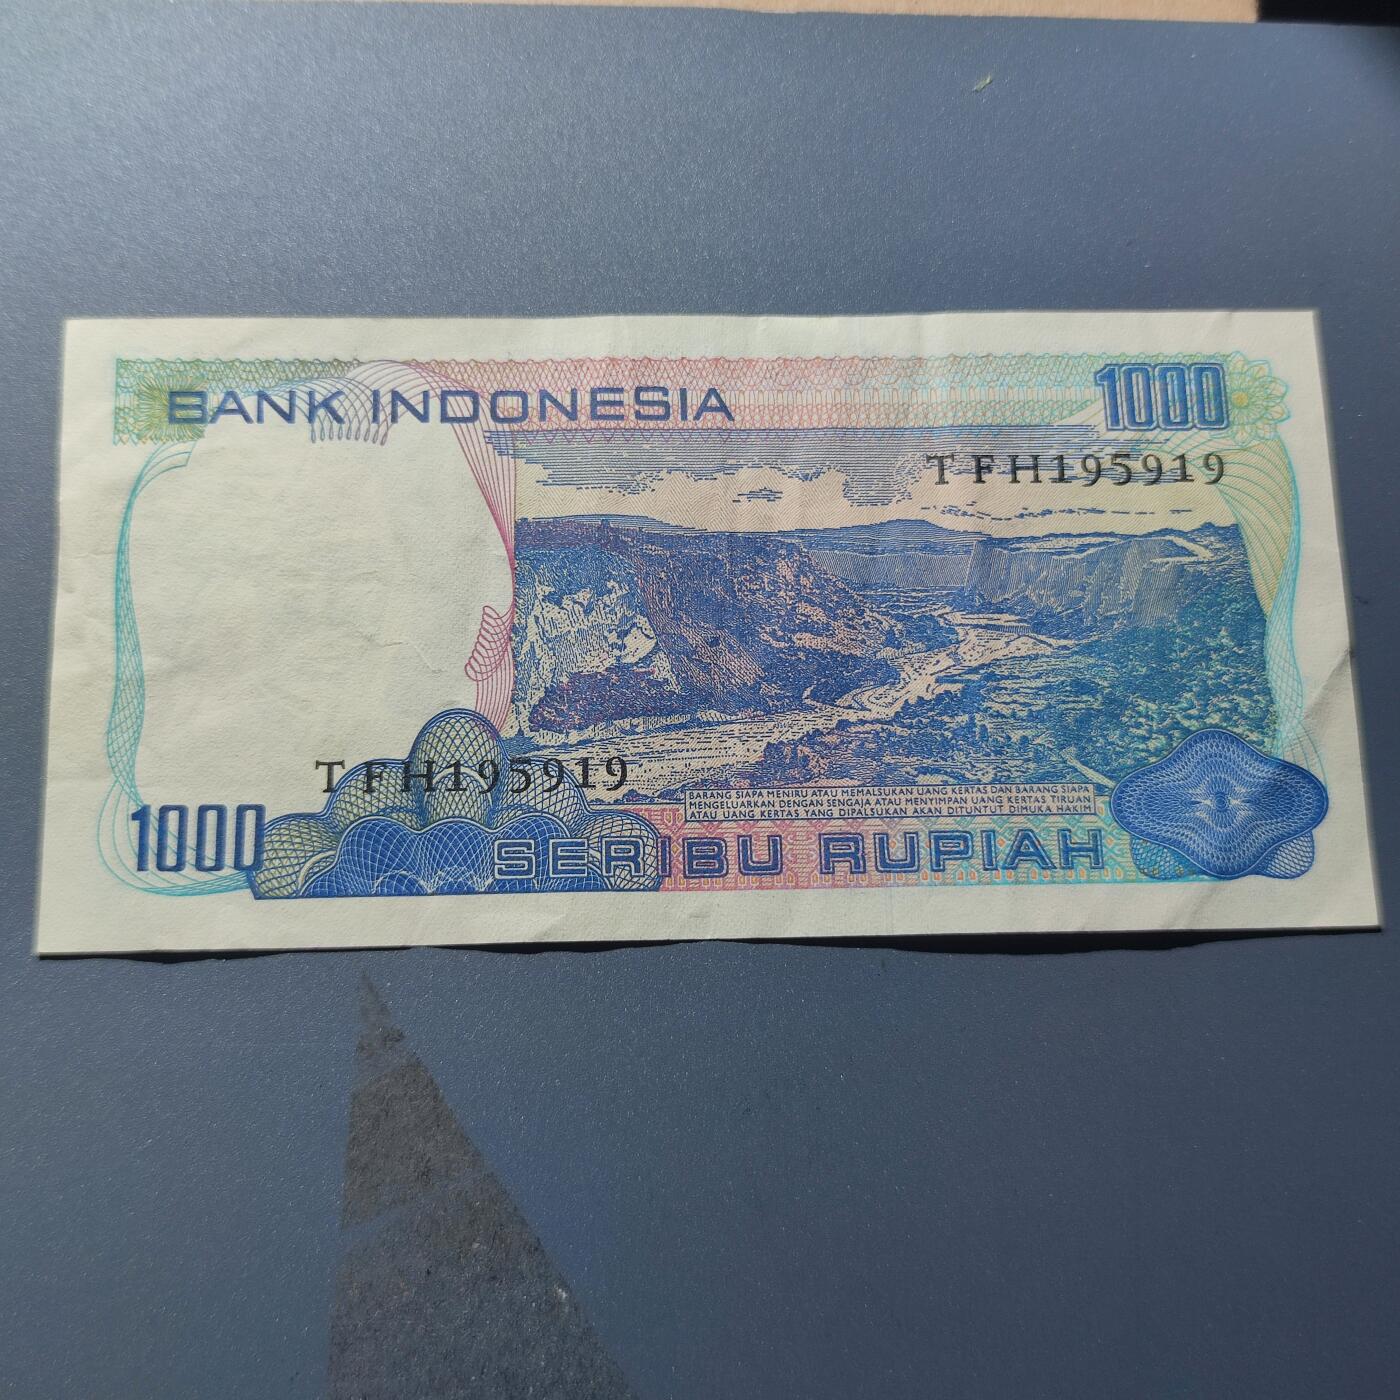 BANK INDONESIA
1000
TFH195919
TFH195919
BARANG SIAPA MENIRU ATAU MEMALSUKAN UANG KERTAS DAN BARANG SIAPA
MENGELUARKAN DENGAN SENGAJA ATAU MENYIMPAN UANG KERTAS TIRUAN
ATAU UANG KERTAS YANG DIPALSUKAN AKAN DITUNTUT DIMUKA HAKIM
1000
SERIBU RUPIAH